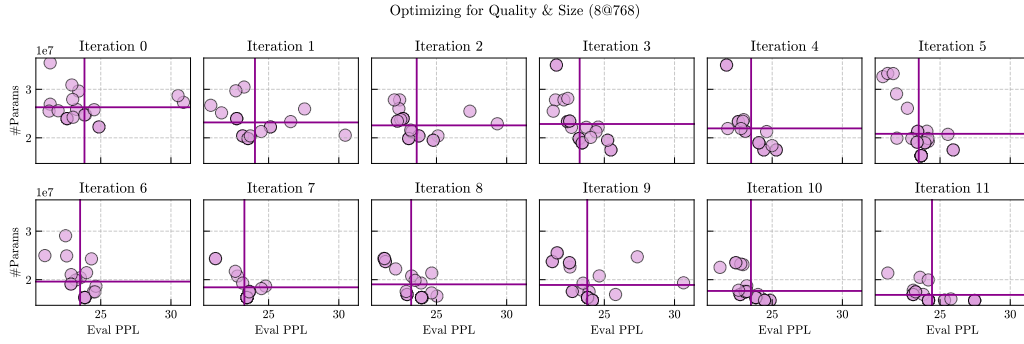 Optimizing for Quality & Size (8@768)
Iteration 0
Iteration 1
Iteration 2
Iteration 3
Iteration 4
Iteration 5
1e7
#Params
3
2
Iteration 6
Iteration 7
Iteration 8
Iteration 9
Iteration 10
Iteration 11
1e7
#Params
3
2
25 30
25 30
25 30
25 30
25 30
25 30
Eval PPL
Eval PPL
Eval PPL
Eval PPL
Eval PPL
Eval PPL